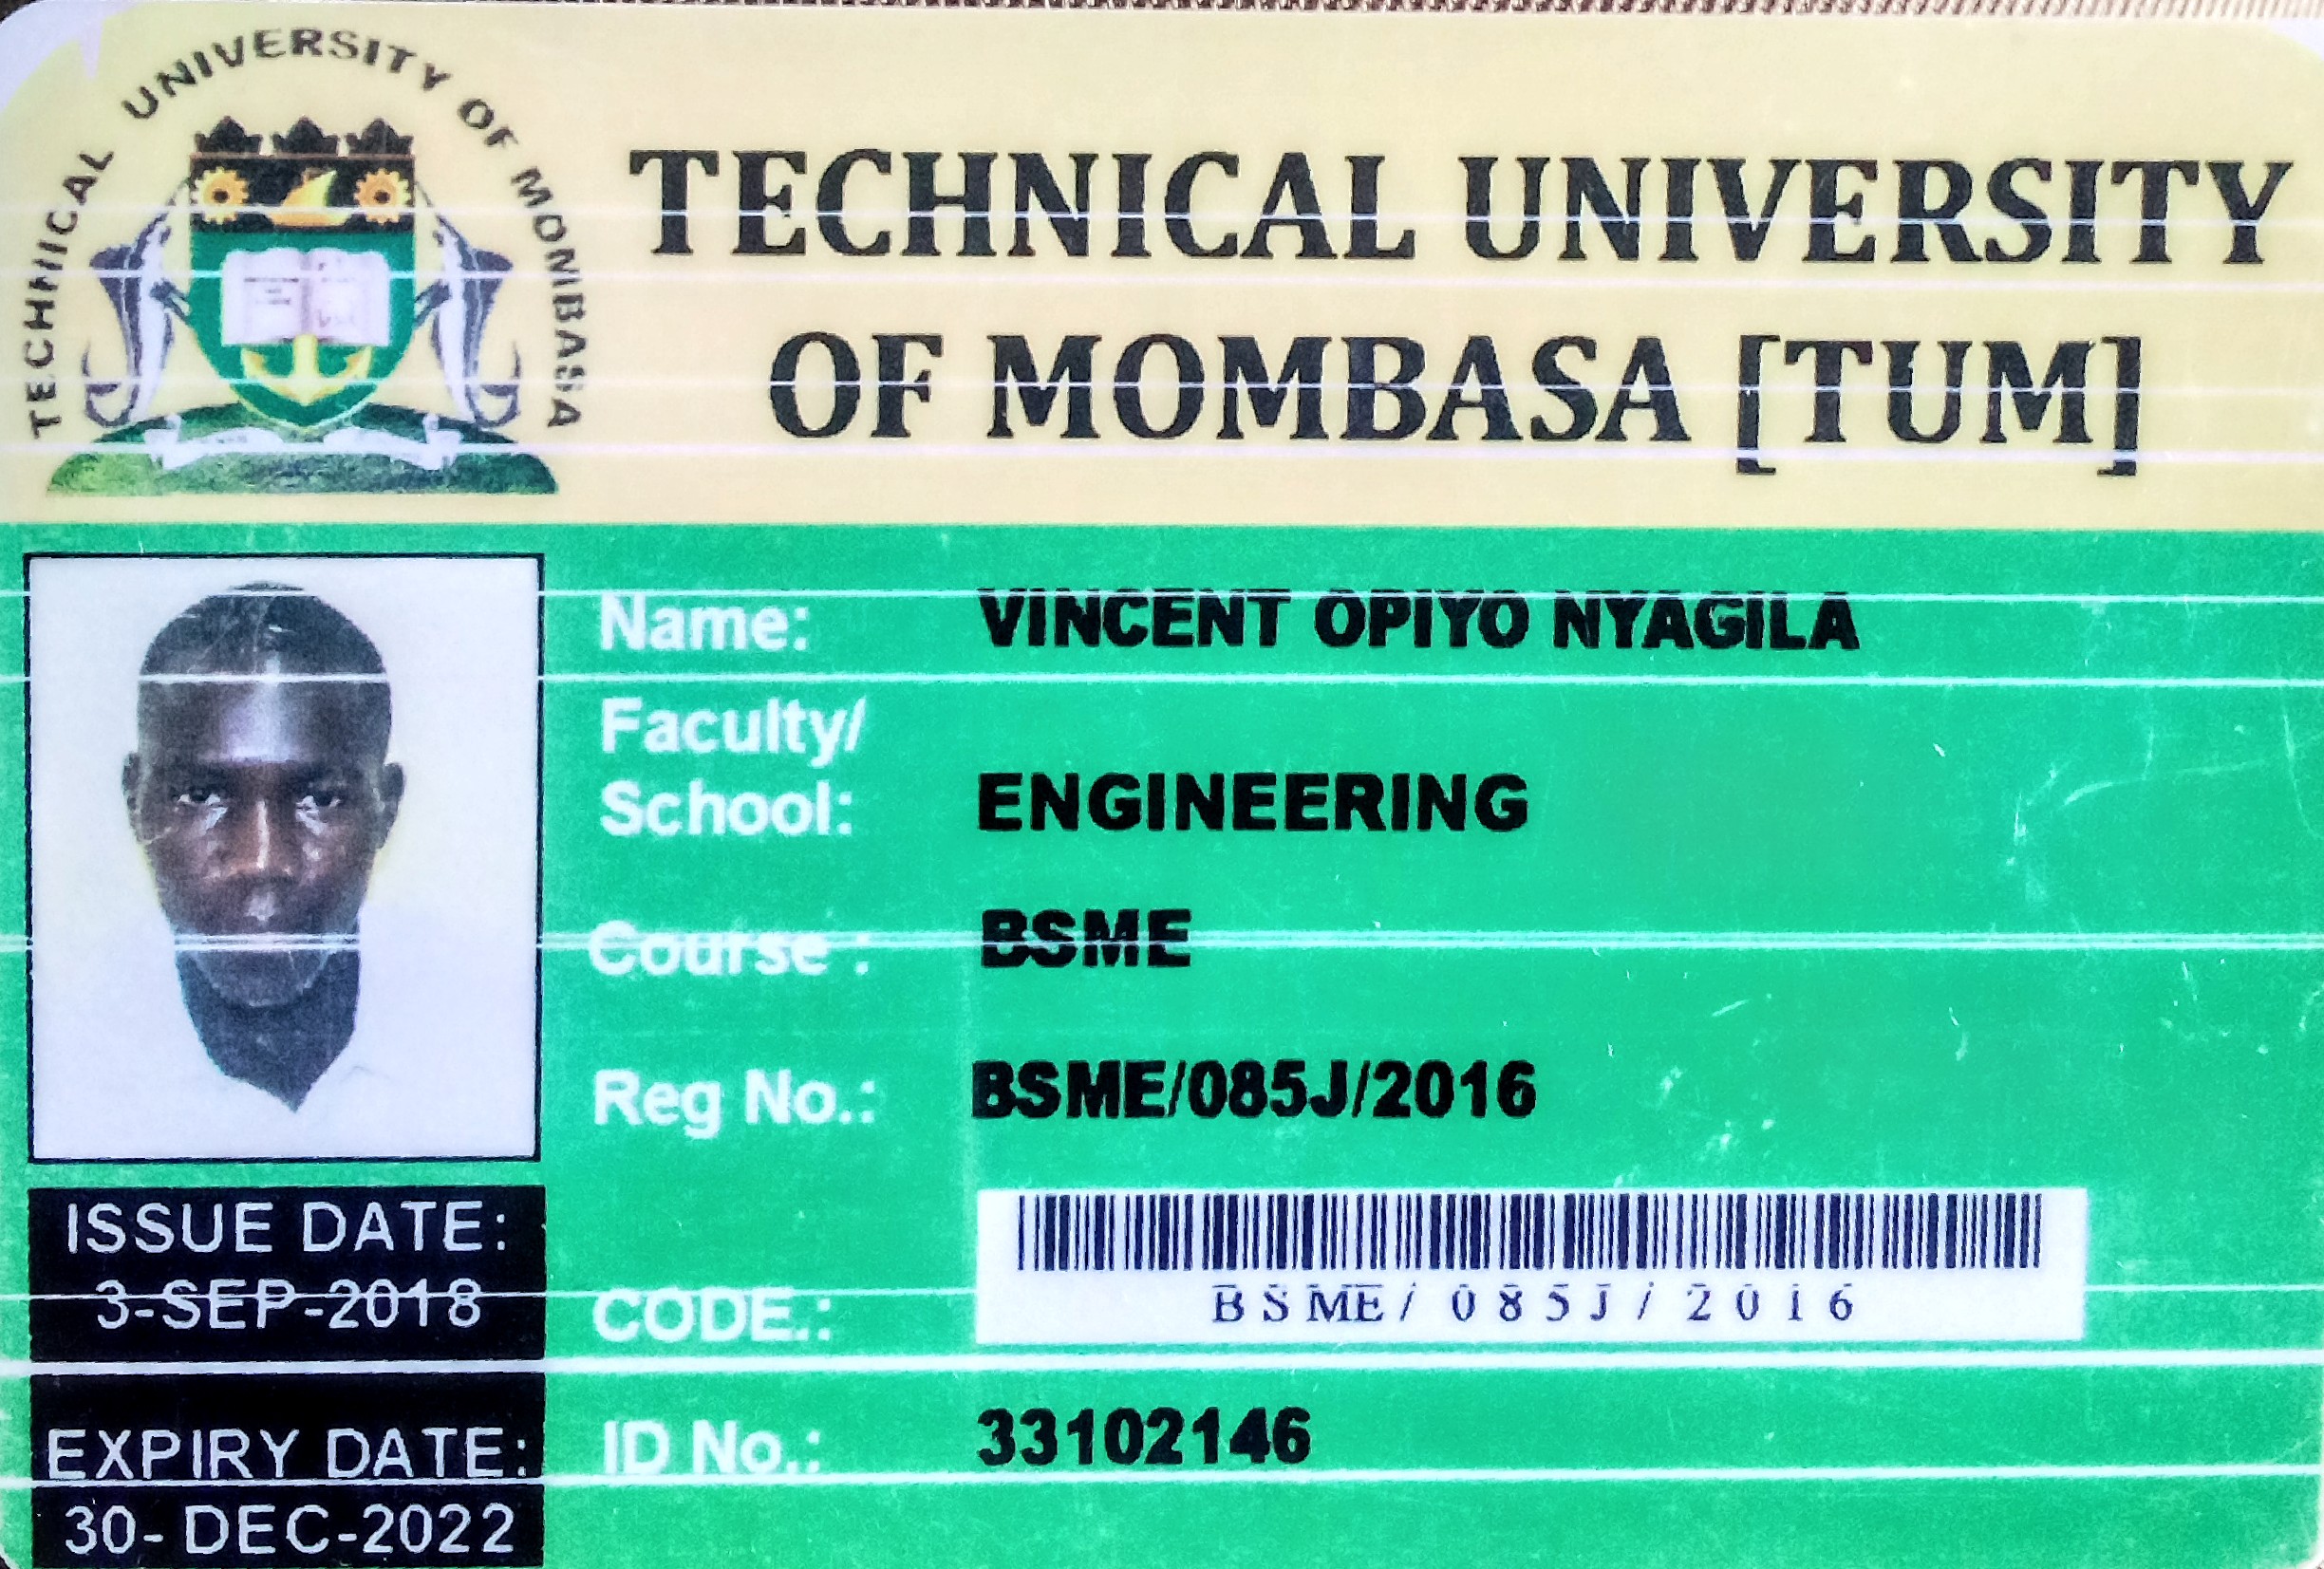 TECHNICAL UNIVERSITY OF MOMBASA
TECHNICAL UNIVERSITY
OF MOMBASA [TUM]
Name: VINCENT OPIYO NYAGILA
Faculty/
School: ENGINEERING
Course : BSME
Reg No.: BSME/085J/2016
CODE.: BSME/085J/2016
ID No.: 33102146
ISSUE DATE:
3-SEP-2018
EXPIRY DATE:
30- DEC-2022